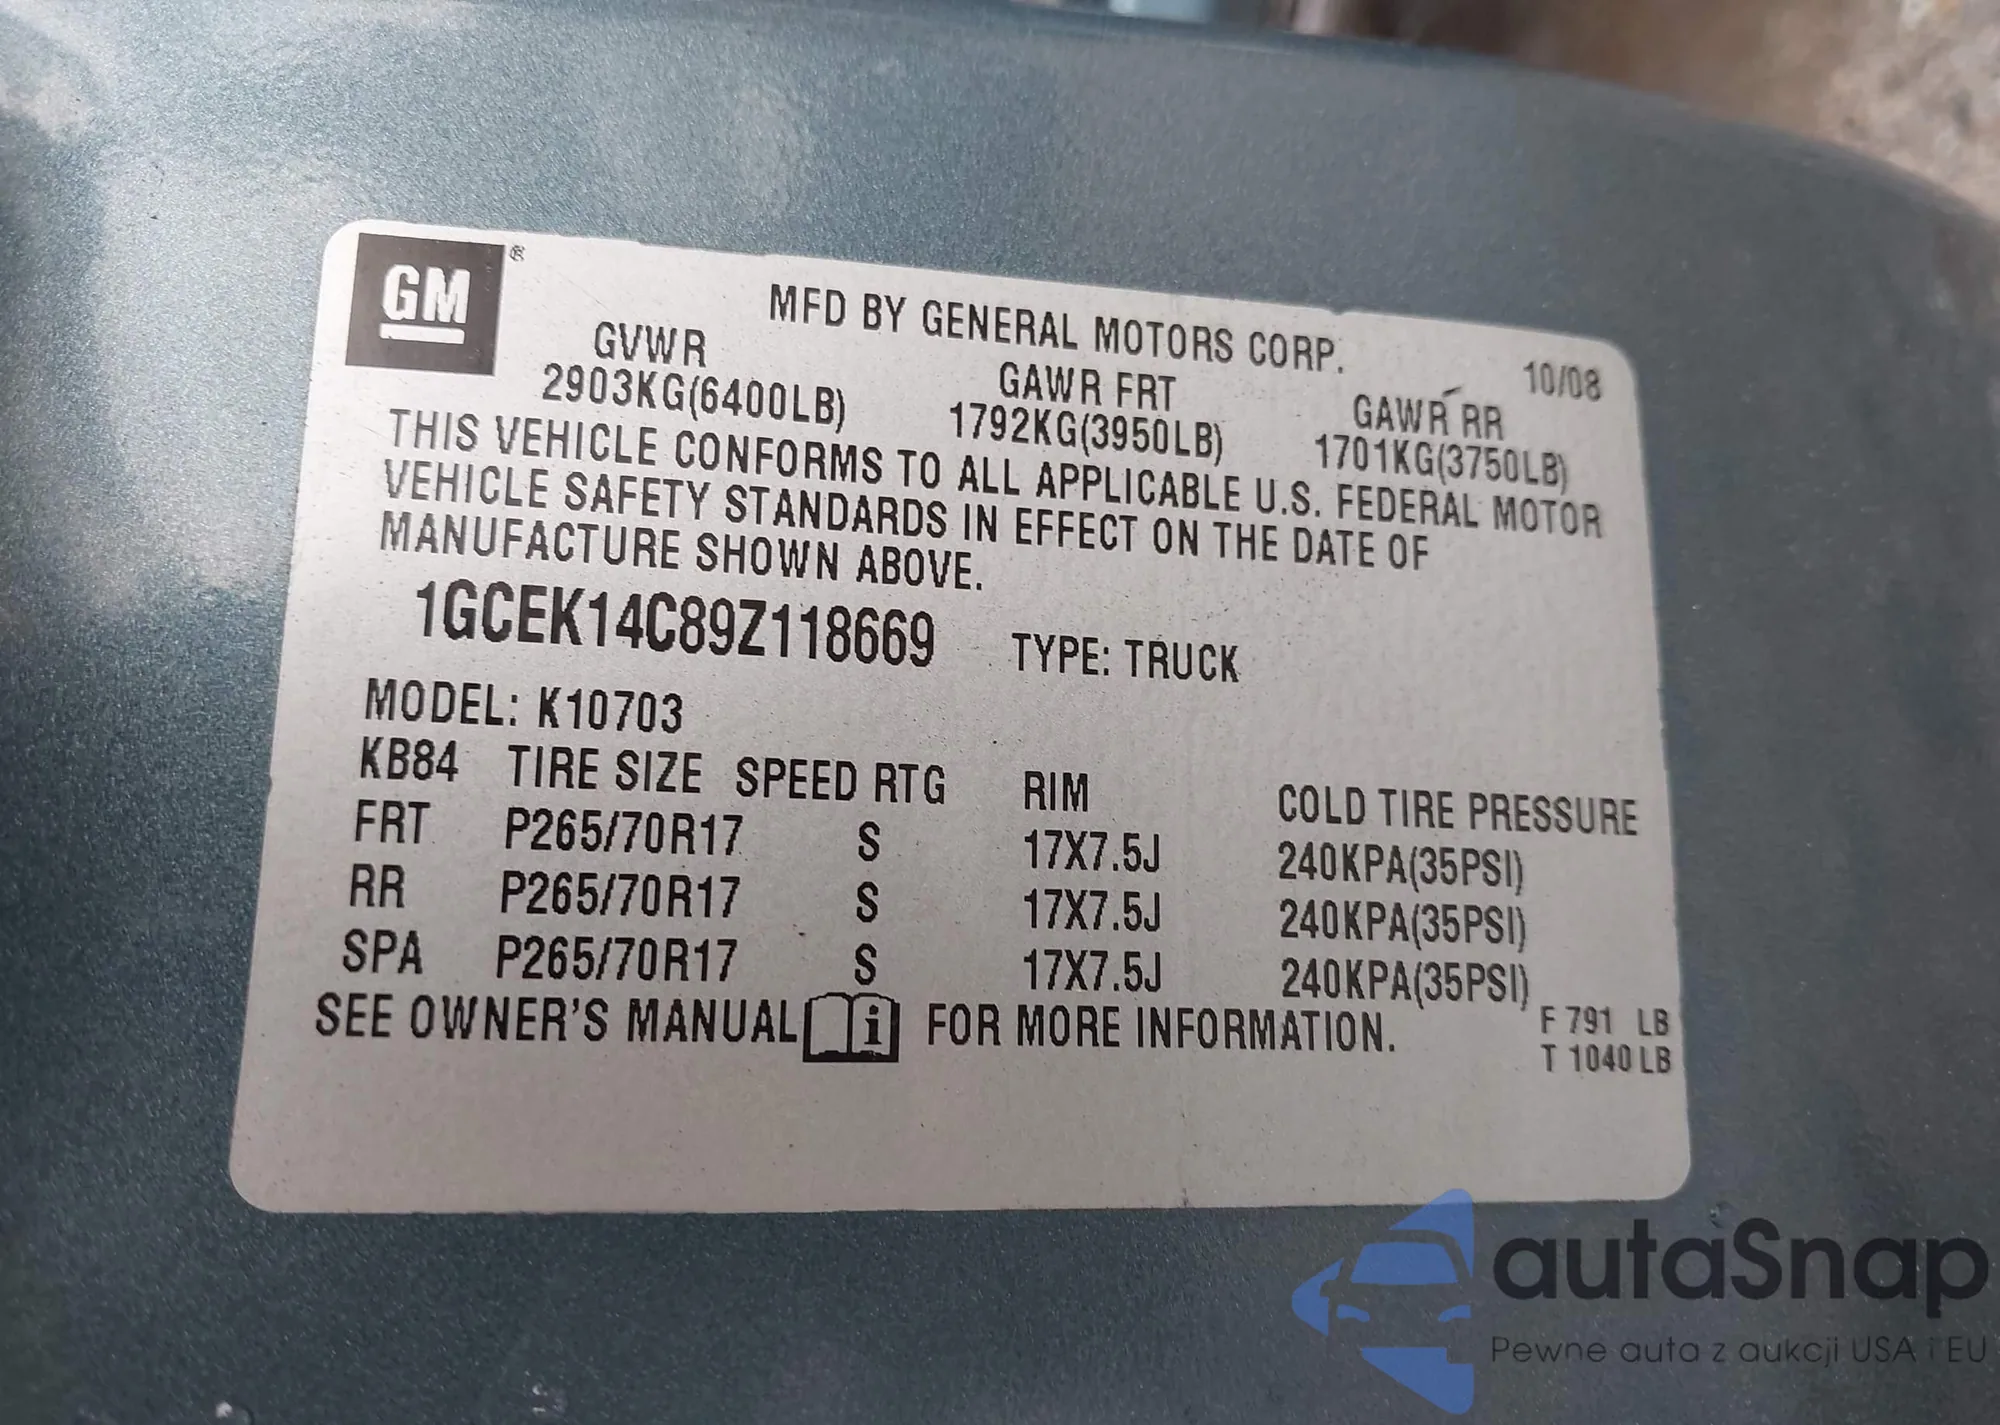 GM ®
MFD BY GENERAL MOTORS CORP.
10/08
GVWR GAWR FRT GAWR RR
2903KG(6400LB) 1792KG(3950LB) 1701KG(3750LB)
THIS VEHICLE CONFORMS TO ALL APPLICABLE U.S. FEDERAL MOTOR
VEHICLE SAFETY STANDARDS IN EFFECT ON THE DATE OF
MANUFACTURE SHOWN ABOVE.
1GCEK14C89Z118669 TYPE: TRUCK
MODEL: K10703
KB84 TIRE SIZE SPEED RTG RIM COLD TIRE PRESSURE
FRT P265/70R17 S 17X7.5J 240KPA(35PSI)
RR P265/70R17 S 17X7.5J 240KPA(35PSI)
SPA P265/70R17 S 17X7.5J 240KPA(35PSI)
SEE OWNER'S MANUAL i FOR MORE INFORMATION.
F 791 LB
T 1040 LB
autaSnap
Pewne auta z aukcji USA i EU